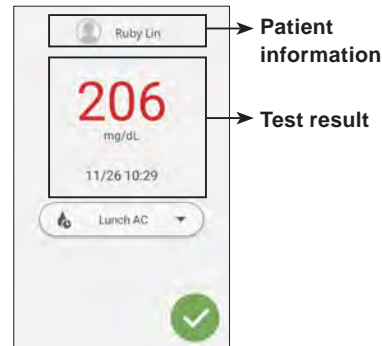 Ruby Lin
Patient
information
206
mg/dL
Test result
11/26 10:29
Lunch AC